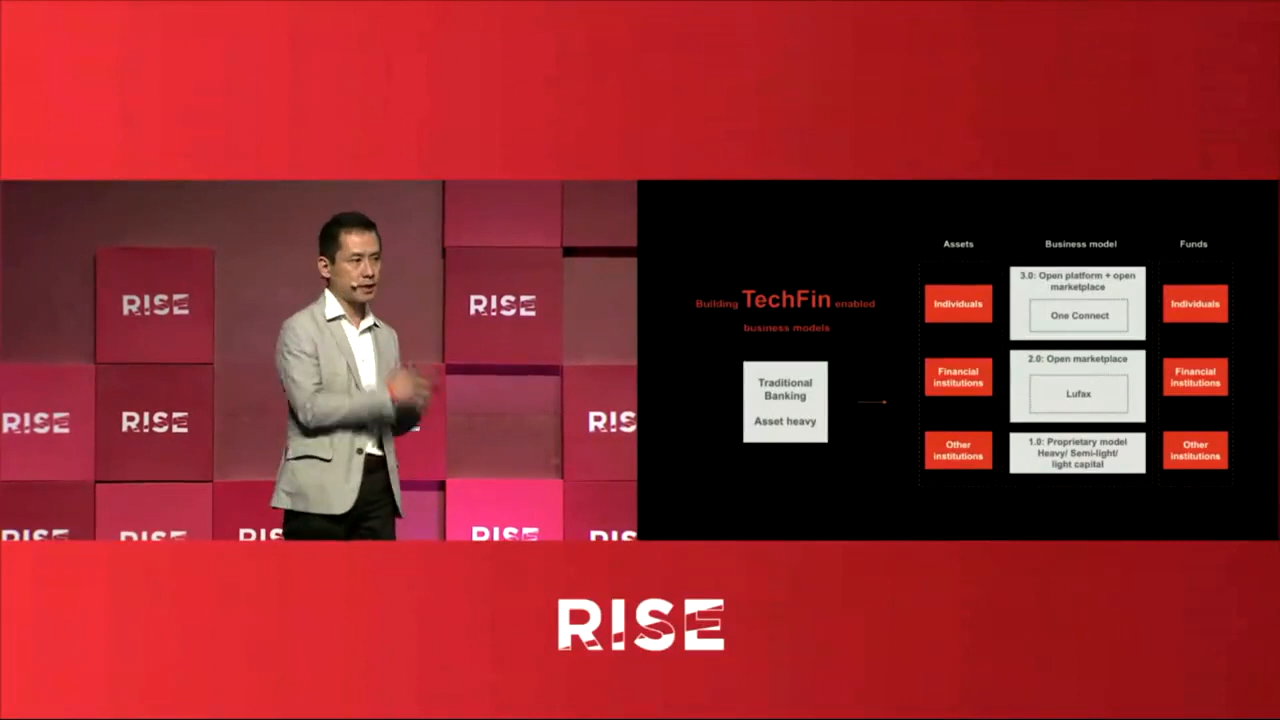 RISE
RISE
RISE
RISE
RISE
RISE
RISE
RISE
RISE
Assets
Business model
Funds
Building TechFin enabled
business models
Traditional
Banking
Asset heavy
Individuals
3.0: Open platform + open
marketplace
One Connect
Individuals
Financial
institutions
2.0: Open marketplace
Lufax
Financial
institutions
Other
institutions
1.0: Proprietary model
Heavy/ Semi-light/
light capital
Other
institutions
RISE